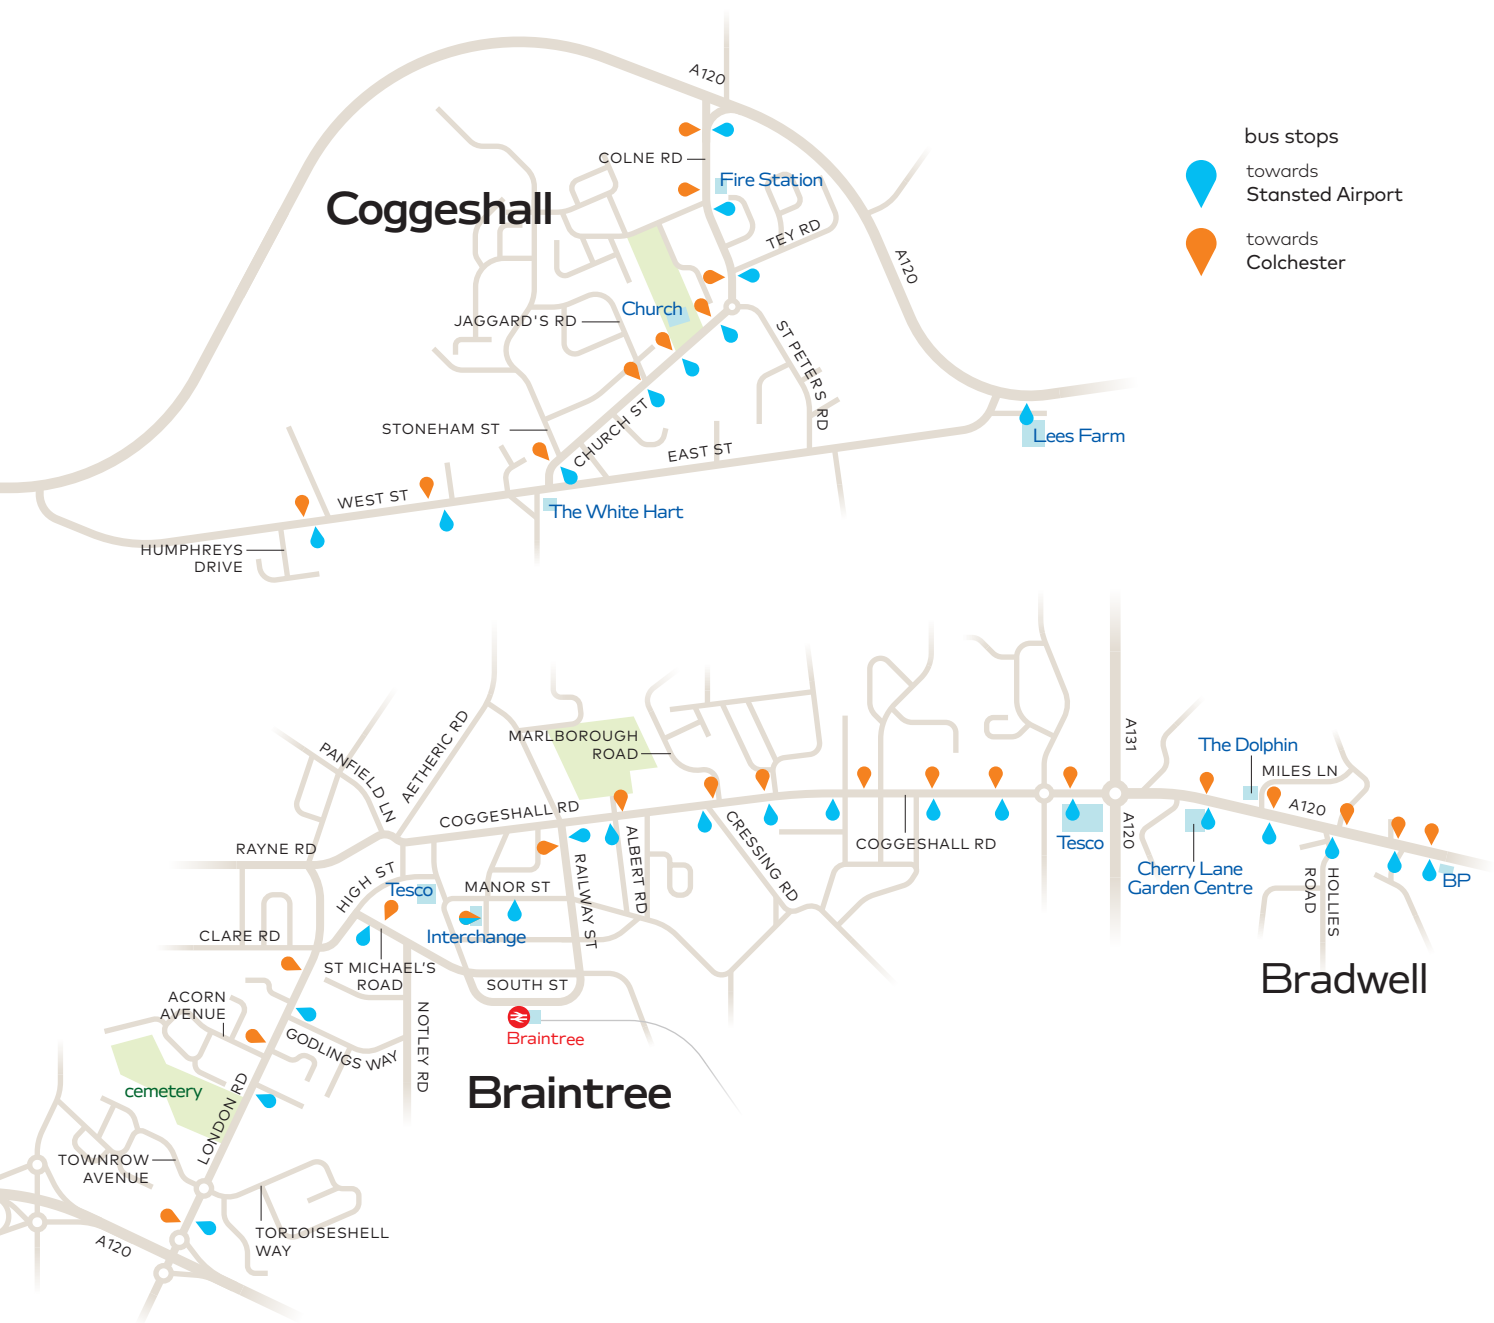 A120
bus stops
towards
Stansted Airport
towards
Colchester
COLNE RD
Fire Station
Coggeshall
TEY RD
A120
Church
JAGGARD'S RD
ST PETERS RD
STONEHAM ST
CHURCH ST
EAST ST
Lees Farm
WEST ST
The White Hart
HUMPHREYS
DRIVE
PANFIELD LN
AETHERIC RD
MARLBOROUGH
ROAD
A131
The Dolphin
MILES LN
A120
COGGESHALL RD
RAYNE RD
HIGH ST
Tesco
MANOR ST
RAILWAY ST
ALBERT RD
CRESSING RD
COGGESHALL RD
Tesco
A120
Cherry Lane
Garden Centre
HOLLIES
ROAD
BP
CLARE RD
Interchange
ST MICHAEL'S
ROAD
SOUTH ST
Bradwell
ACORN
AVENUE
GODLINGS WAY
NOTLEY RD
Braintree
Braintree
cemetery
LONDON RD
TOWNROW
AVENUE
TORTOISESHELL
WAY
A120